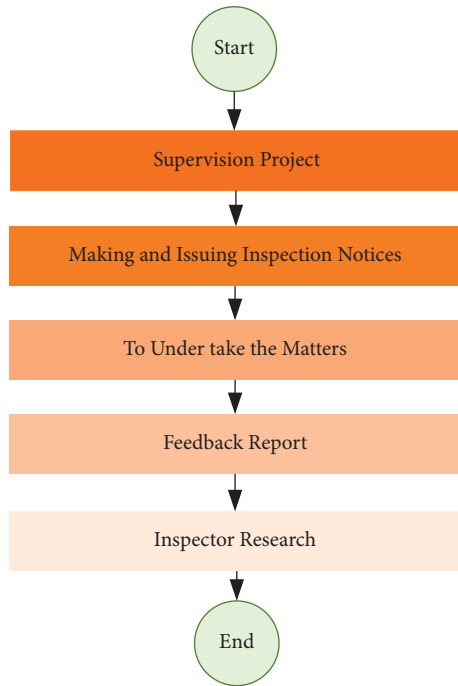 Start
Supervision Project
Making and Issuing Inspection Notices
To Under take the Matters
Feedback Report
Inspector Research
End